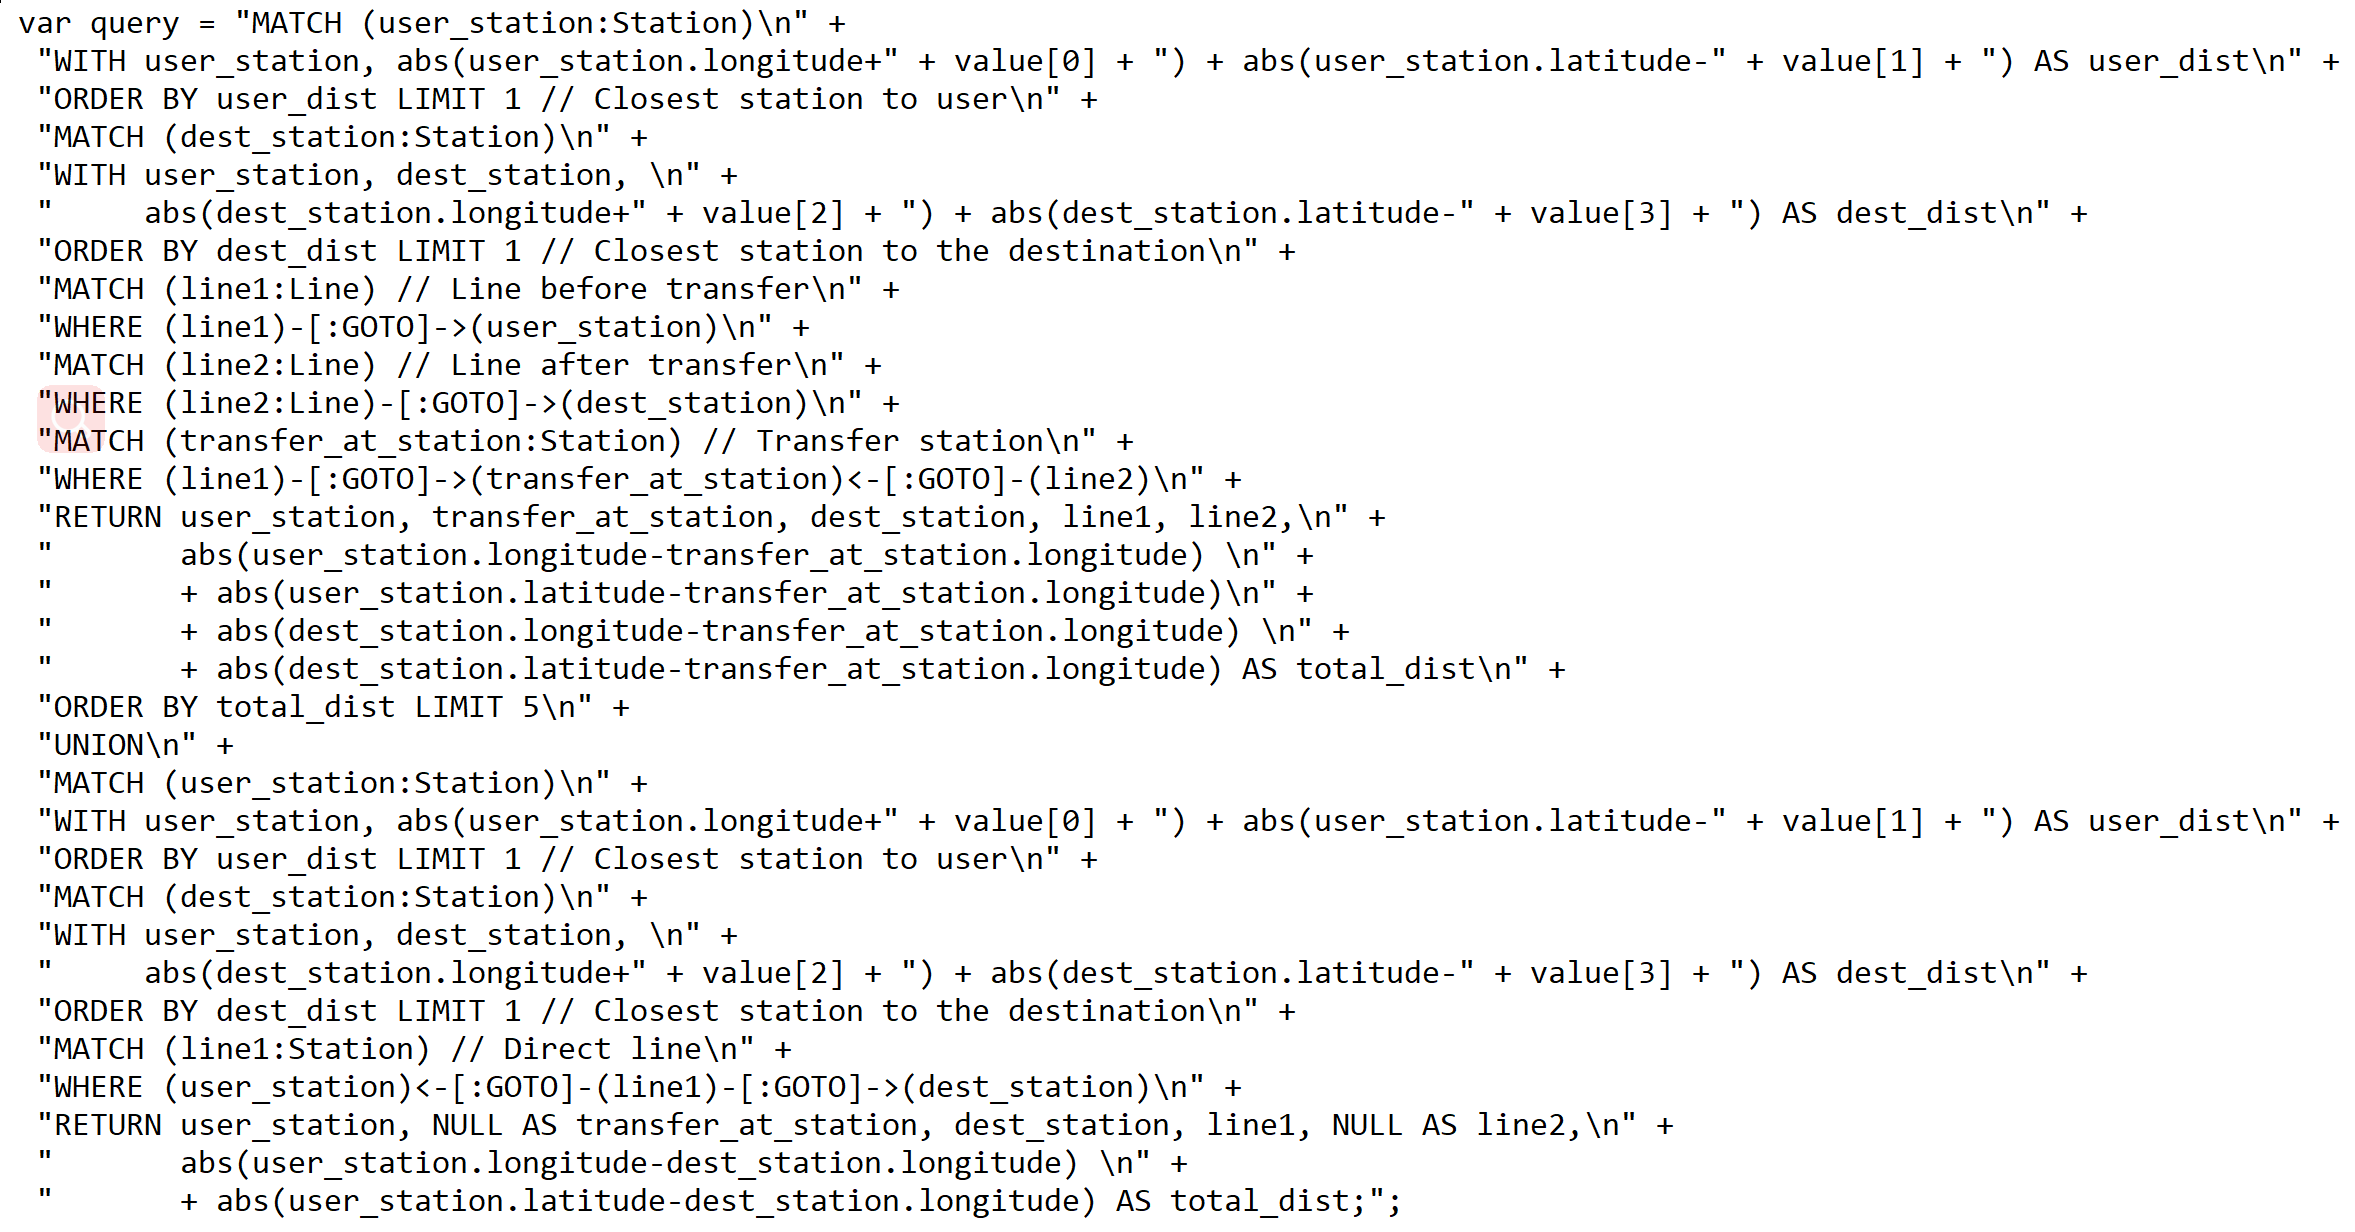 var query = "MATCH (user_station:Station)\n" +
"WITH user_station, abs(user_station.longitude+" + value[0] + ") + abs(user_station.latitude-" + value[1] + ") AS user_dist\n" +
"ORDER BY user_dist LIMIT 1 // Closest station to user\n" +
"MATCH (dest_station:Station)\n" +
"WITH user_station, dest_station, \n" +
"     abs(dest_station.longitude+" + value[2] + ") + abs(dest_station.latitude-" + value[3] + ") AS dest_dist\n" +
"ORDER BY dest_dist LIMIT 1 // Closest station to the destination\n" +
"MATCH (line1:Line) // Line before transfer\n" +
"WHERE (line1)-[:GOTO]->(user_station)\n" +
"MATCH (line2:Line) // Line after transfer\n" +
"WHERE (line2:Line)-[:GOTO]->(dest_station)\n" +
"MATCH (transfer_at_station:Station) // Transfer station\n" +
"WHERE (line1)-[:GOTO]->(transfer_at_station)<-[:GOTO]-(line2)\n" +
"RETURN user_station, transfer_at_station, dest_station, line1, line2,\n" +
"       abs(user_station.longitude-transfer_at_station.longitude) \n" +
"       + abs(user_station.latitude-transfer_at_station.longitude)\n" +
"       + abs(dest_station.longitude-transfer_at_station.longitude) \n" +
"       + abs(dest_station.latitude-transfer_at_station.longitude) AS total_dist\n" +
"ORDER BY total_dist LIMIT 5\n" +
"UNION\n" +
"MATCH (user_station:Station)\n" +
"WITH user_station, abs(user_station.longitude+" + value[0] + ") + abs(user_station.latitude-" + value[1] + ") AS user_dist\n" +
"ORDER BY user_dist LIMIT 1 // Closest station to user\n" +
"MATCH (dest_station:Station)\n" +
"WITH user_station, dest_station, \n" +
"     abs(dest_station.longitude+" + value[2] + ") + abs(dest_station.latitude-" + value[3] + ") AS dest_dist\n" +
"ORDER BY dest_dist LIMIT 1 // Closest station to the destination\n" +
"MATCH (line1:Station) // Direct line\n" +
"WHERE (user_station)<-[:GOTO]-(line1)-[:GOTO]->(dest_station)\n" +
"RETURN user_station, NULL AS transfer_at_station, dest_station, line1, NULL AS line2,\n" +
"       abs(user_station.longitude-dest_station.longitude) \n" +
"       + abs(user_station.latitude-dest_station.longitude) AS total_dist;";